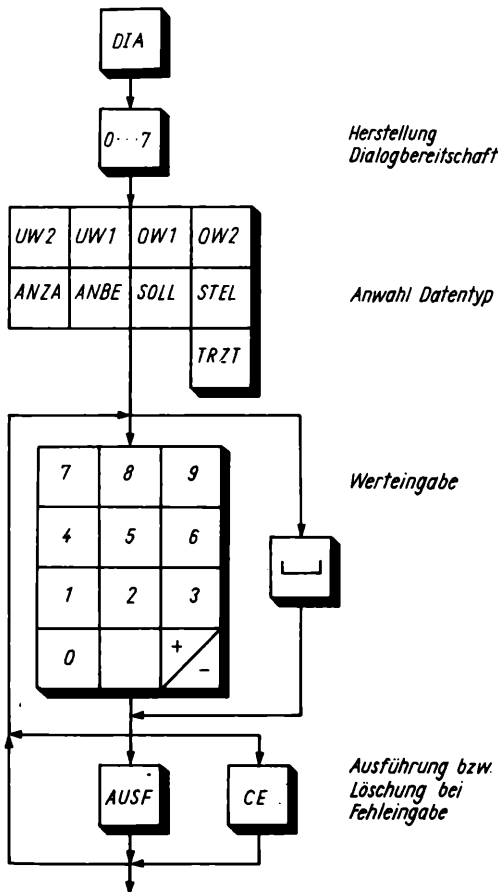 DIA
0···7
Herstellung
Dialogbereitschaft
UW2 UW1 OW1 OW2
ANZA ANBE SOLL STEL
Anwahl Datentyp
TRZT
7 8 9
Werteingabe
4 5 6
1 2 3
0 + -
AUSF CE
Ausführung bzw.
Löschung bei
Fehleingabe